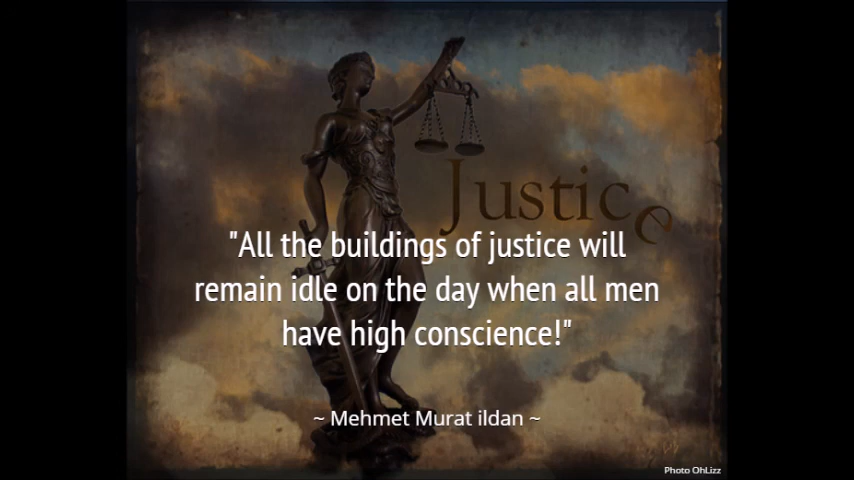 Justice
"All the buildings of justice will
remain idle on the day when all men
have high conscience!"
~ Mehmet Murat ildan ~
Photo OhLizz